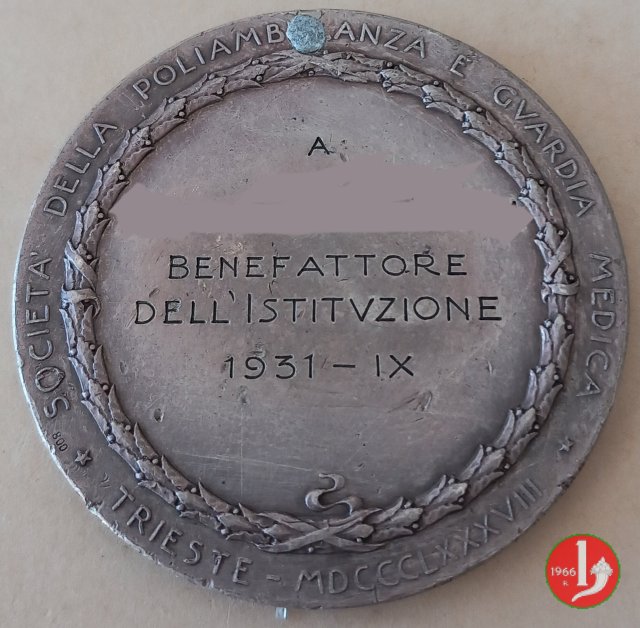 SOCIETA' DELLA POLIAMBVLANZA E GVARDIA MEDICA
A
BENEFATTORE
DELL'ISTITVZIONE
1931 – IX
★ TRIESTE – MDCCCLXXXVIII ★
800
1966
R.